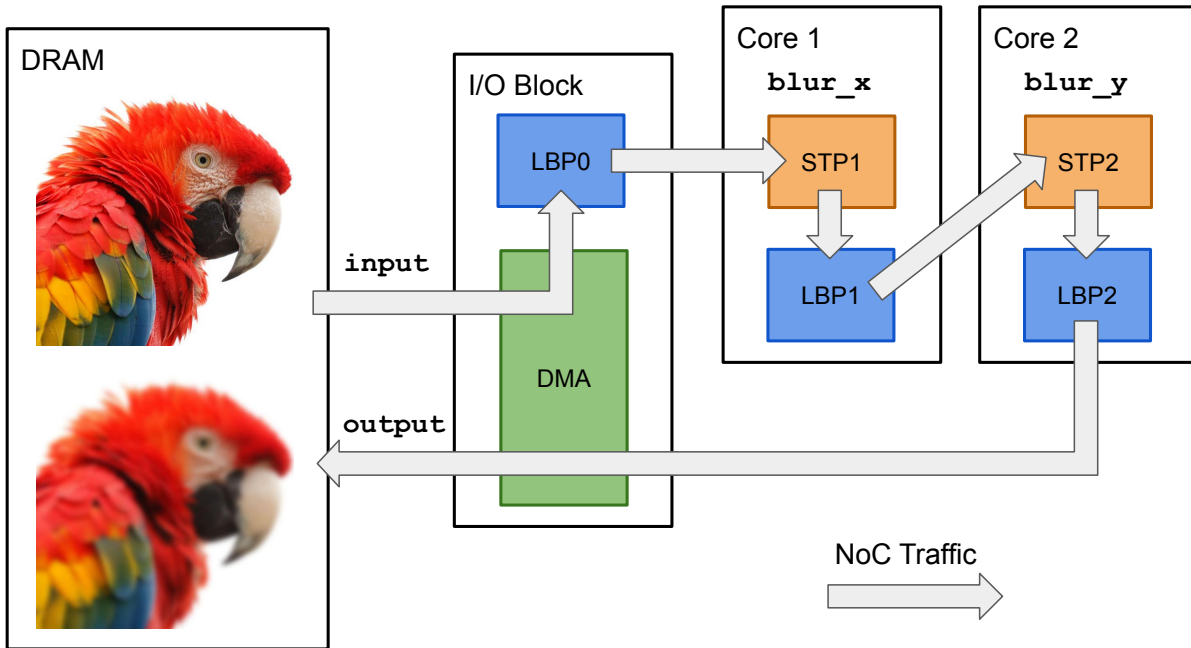 DRAM
input
output
I/O Block
LBP0
DMA
Core 1
blur_x
STP1
LBP1
Core 2
blur_y
STP2
LBP2
NoC Traffic